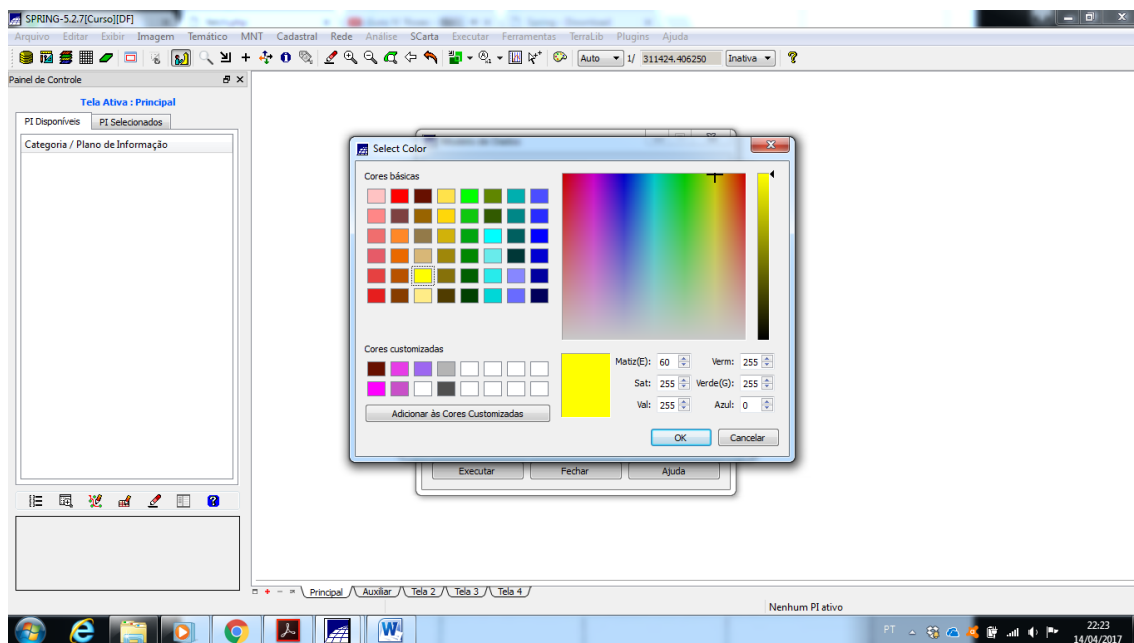 SPRING-5.2.7[Curso][DF]
Arquivo Editar Exibir Imagem Temático MNT Cadastral Rede Análise SCarta Executar Ferramentas TerraLib Plugins Ajuda
Auto 1/ 311424.406250 Inativa
Painel de Controle
Tela Ativa : Principal
PI Disponíveis PI Selecionados
Categoria / Plano de Informação
Select Color
Cores básicas
Cores customizadas
Matiz(E): 60 Verm: 255
Sat: 255 Verde(G): 255
Val: 255 Azul: 0
Adicionar às Cores Customizadas
OK Cancelar
Executar Fechar Ajuda
Principal Auxiliar Tela 2 Tela 3 Tela 4
Nenhum PI ativo
PT 22:23
14/04/2017